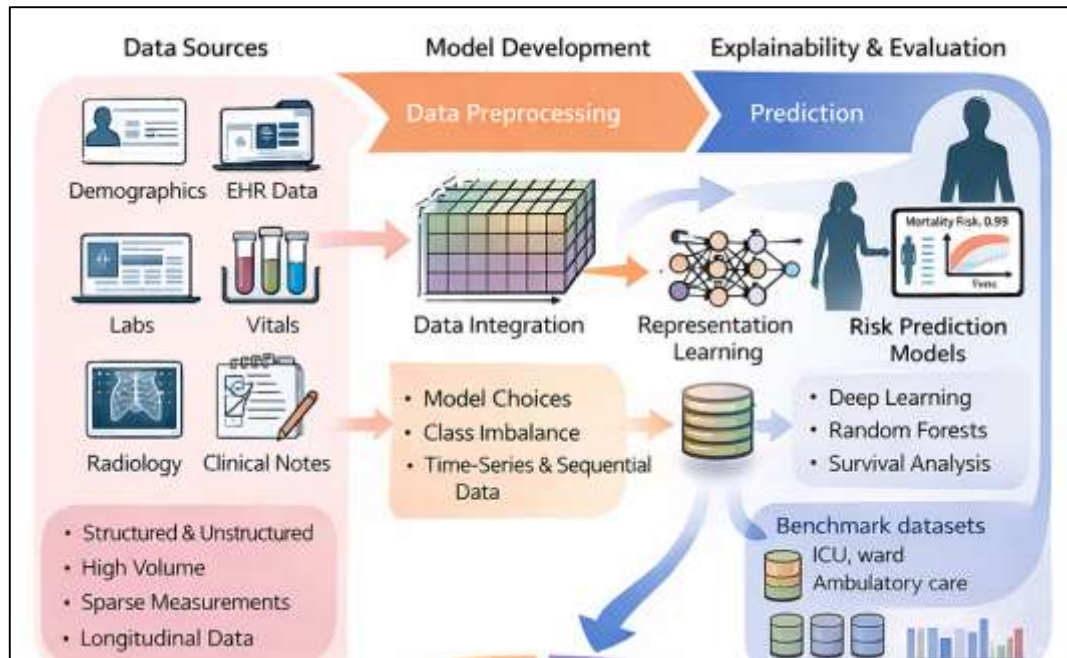 Data Sources
Model Development
Explainability & Evaluation
Data Preprocessing
Prediction
Demographics
EHR Data
Labs
Vitals
Radiology
Clinical Notes
• Structured & Unstructured
• High Volume
• Sparse Measurements
• Longitudinal Data
Data Integration
Representation
Learning
• Model Choices
• Class Imbalance
• Time-Series & Sequential
Data
Mortality Risk, 0.99
Risk Prediction
Models
• Deep Learning
• Random Forests
• Survival Analysis
Benchmark datasets
ICU, ward
Ambulatory care